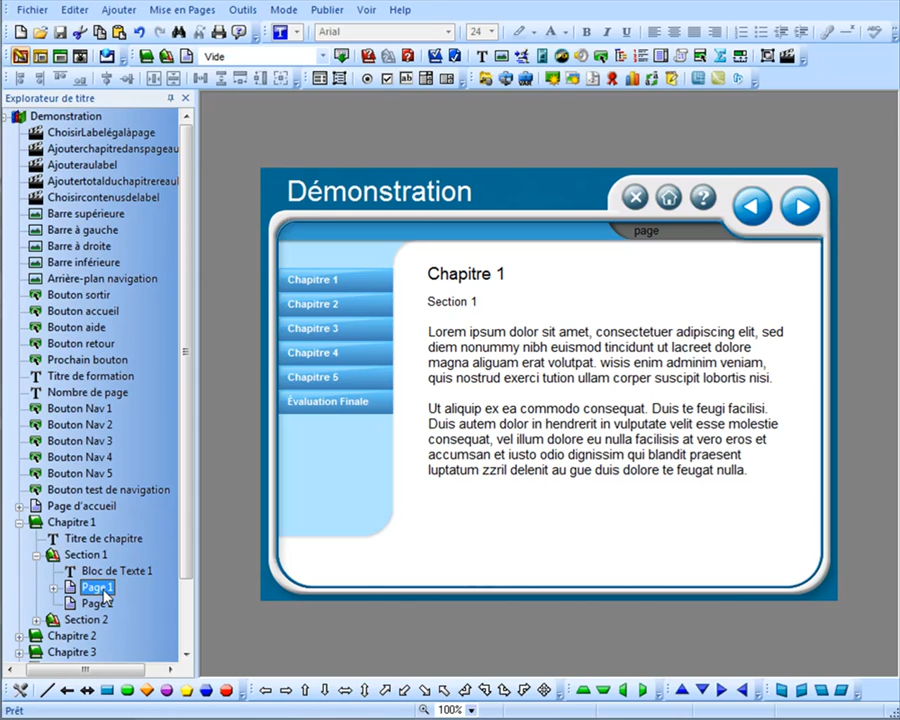 Fichier Editer Ajouter Mise en Pages Outils Mode Publier Voir Help
Arial 24 B I U
Vide
Explorateur de titre
Demonstration
ChoisirLabelégalàpage
Ajouterchapitredanspageau
Ajouteraulabel
Ajoutertotalduchapitrereaul
Choisircontenusdelabel
Barre supérieure
Barre à gauche
Barre à droite
Barre inférieure
Arrière-plan navigation
Bouton sortir
Bouton accueil
Bouton aide
Bouton retour
Prochain bouton
Titre de formation
Nombre de page
Bouton Nav 1
Bouton Nav 2
Bouton Nav 3
Bouton Nav 4
Bouton Nav 5
Bouton test de navigation
Page d'accueil
Chapitre 1
Titre de chapitre
Section 1
Bloc de Texte 1
Page 1
Page 2
Section 2
Chapitre 2
Chapitre 3
Démonstration
page
Chapitre 1
Chapitre 2
Chapitre 3
Chapitre 4
Chapitre 5
Évaluation Finale
Chapitre 1
Section 1
Lorem ipsum dolor sit amet, consectetuer adipiscing elit, sed
diem nonummy nibh euismod tincidunt ut lacreet dolore
magna aliguam erat volutpat. wisis enim adminim veniam,
quis nostrud exerci tution ullam corper suscipit lobortis nisi.
Ut aliquip ex ea commodo consequat. Duis te feugi facilisi.
Duis autem dolor in hendrerit in vulputate velit esse molestie
consequat, vel illum dolore eu nulla facilisis at vero eros et
accumsan et iusto odio dignissim qui blandit praesent
luptatum zzril delenit au gue duis dolore te feugat nulla.
100%
Prêt